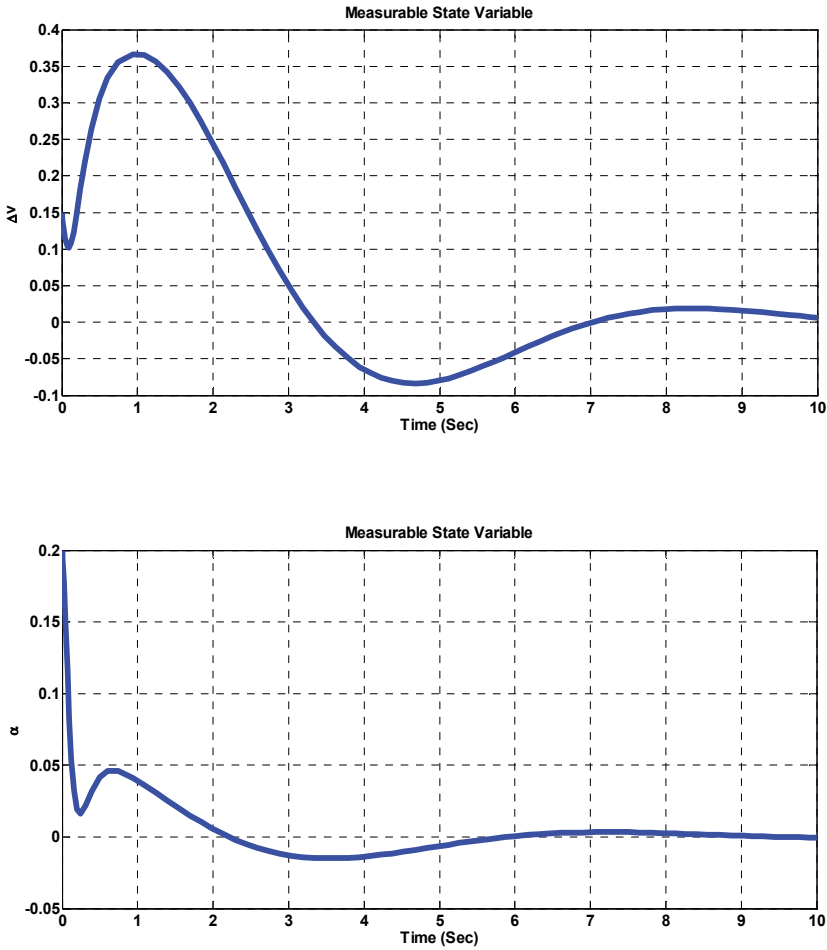 Measurable State Variable
0.4
0.35
0.3
0.25
0.2
0.15
0.1
0.05
0
-0.05
-0.1
ΔV
0 1 2 3 4 5 6 7 8 9 10
Time (Sec)
Measurable State Variable
0.2
0.15
0.1
0.05
0
-0.05
α
0 1 2 3 4 5 6 7 8 9 10
Time (Sec)